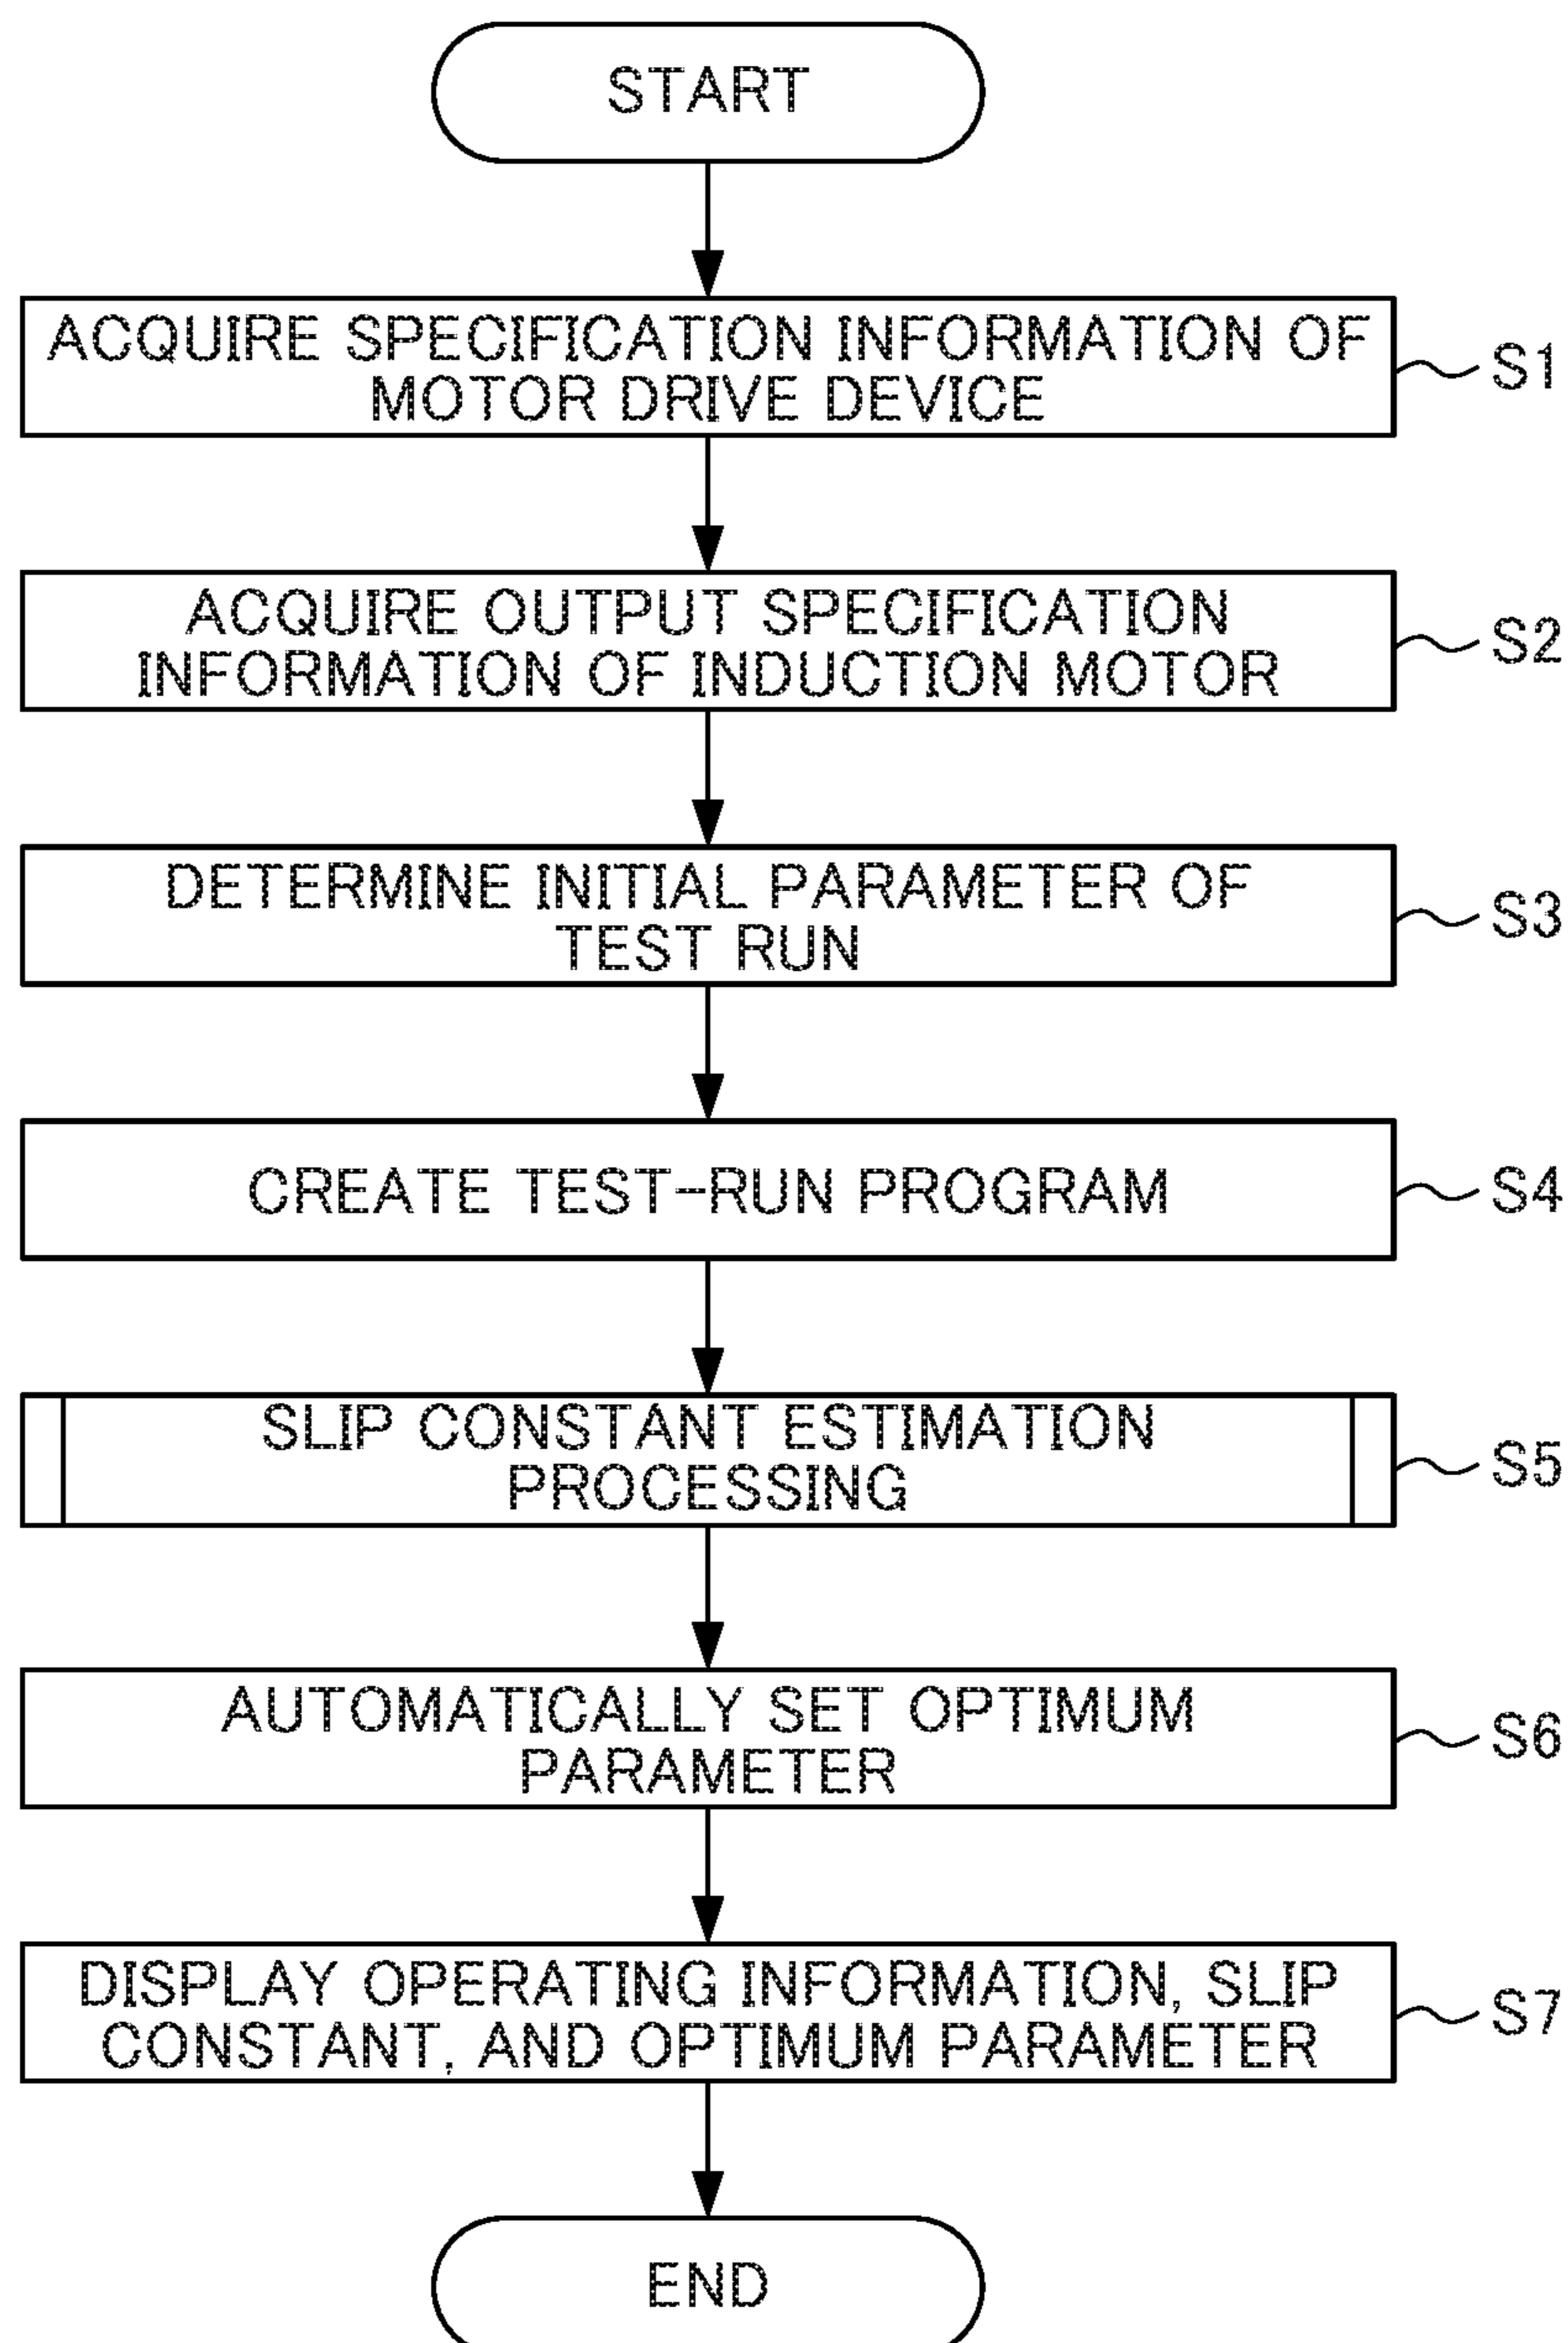 START
ACQUIRE SPECIFICATION INFORMATION OF
MOTOR DRIVE DEVICE
S1
ACQUIRE OUTPUT SPECIFICATION
INFORMATION OF INDUCTION MOTOR
S2
DETERMINE INITIAL PARAMETER OF
TEST RUN
S3
CREATE TEST-RUN PROGRAM
S4
SLIP CONSTANT ESTIMATION
PROCESSING
S5
AUTOMATICALLY SET OPTIMUM
PARAMETER
S6
DISPLAY OPERATING INFORMATION, SLIP
CONSTANT, AND OPTIMUM PARAMETER
S7
END